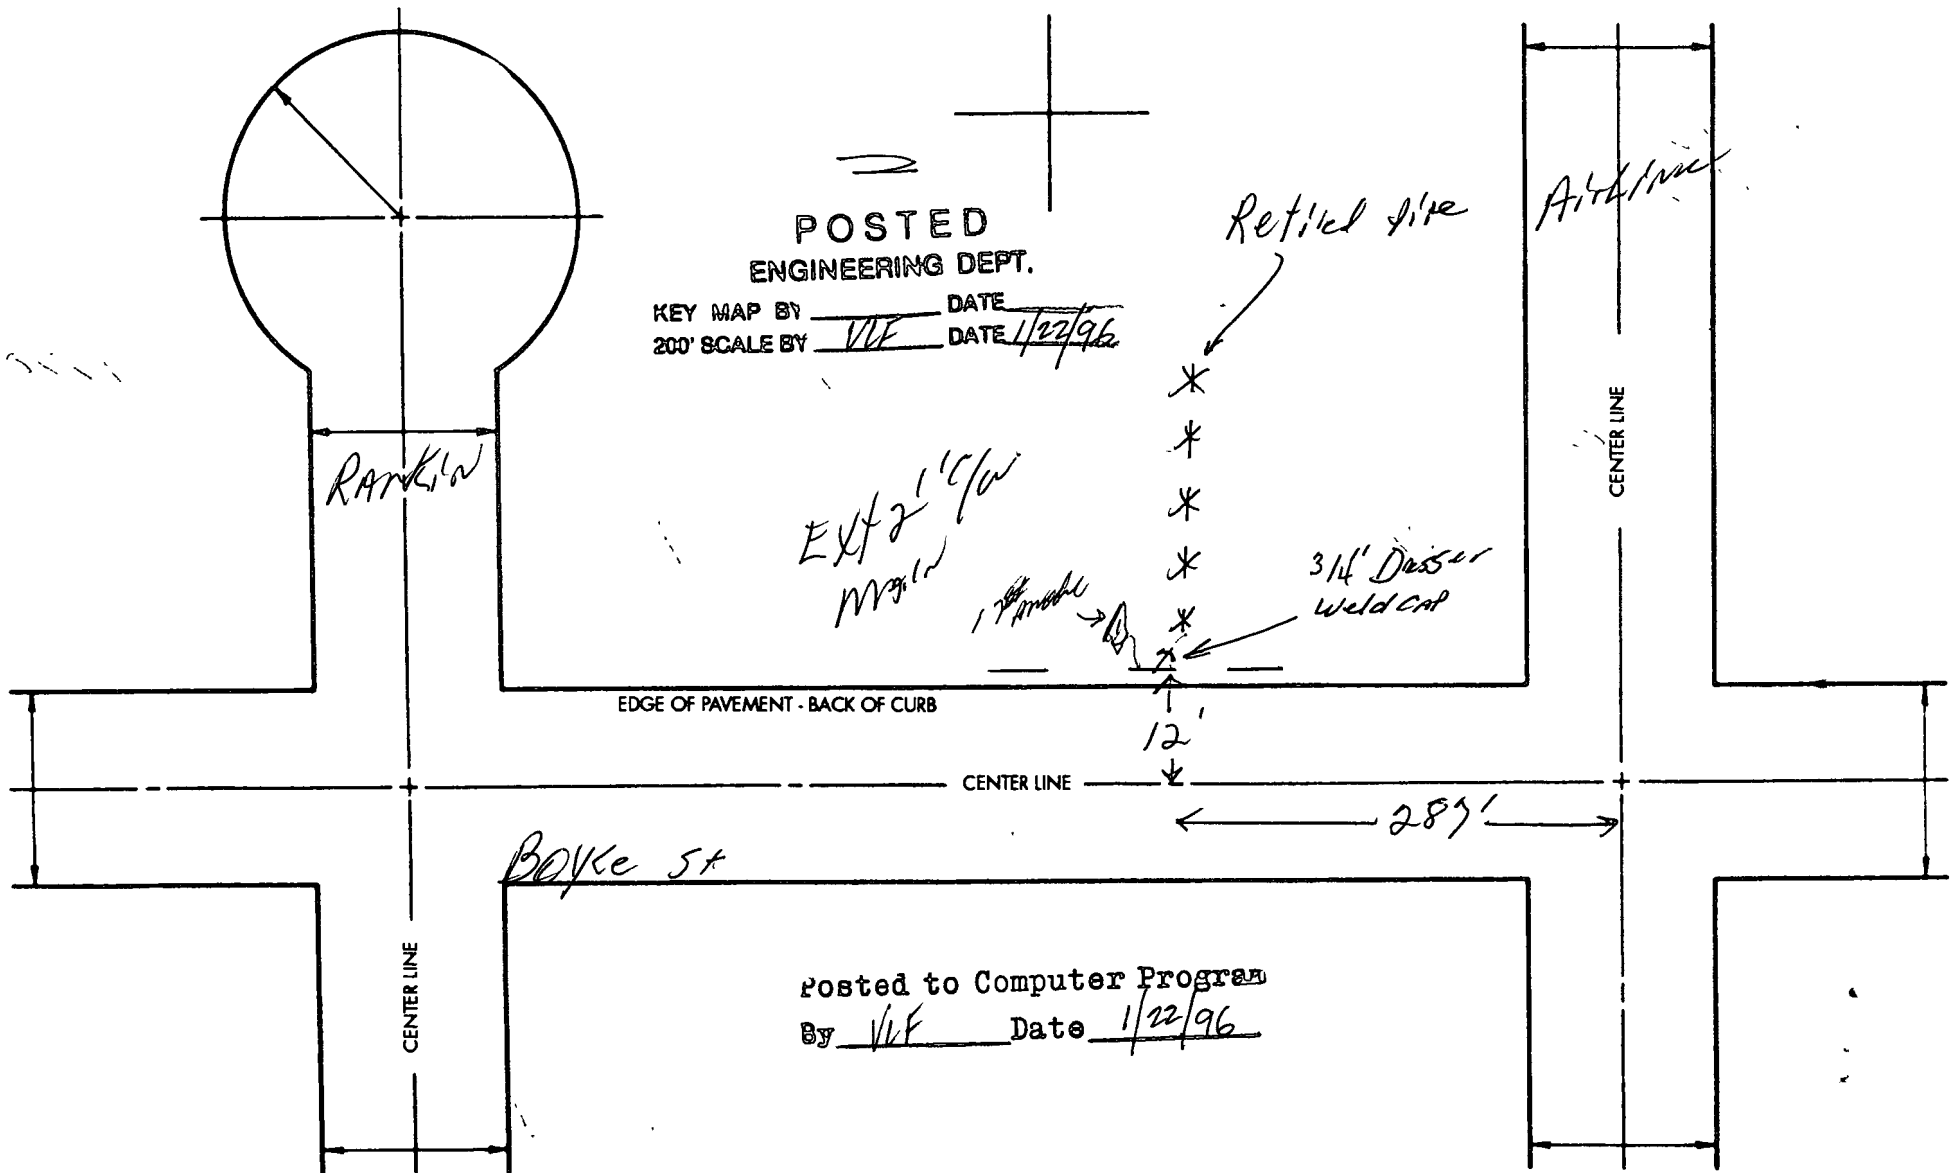 POSTED
ENGINEERING DEPT.
KEY MAP BY DATE
200' SCALE BY VLF DATE 1/22/96
Retired pipe
Airline
CENTER LINE
RANKIN
Ext 2" C/W
Main
3/4" Dresser
Weld CAP
EDGE OF PAVEMENT - BACK OF CURB
12'
CENTER LINE
287'
Boyce St
CENTER LINE
Posted to Computer Program
By VLF Date 1/22/96